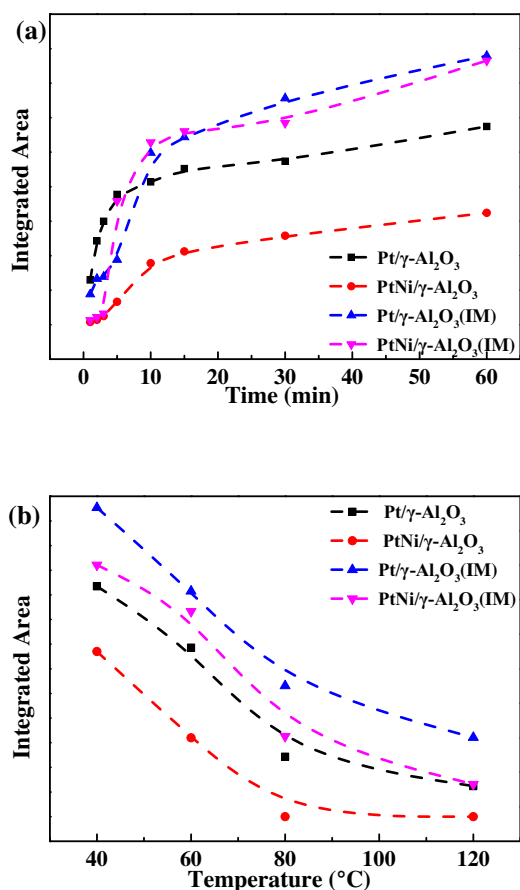 (a)
Integrated Area
Pt/γ-Al₂O₃
PtNi/γ-Al₂O₃
Pt/γ-Al₂O₃(IM)
PtNi/γ-Al₂O₃(IM)
0 10 20 30 40 50 60
Time (min)
(b)
Integrated Area
Pt/γ-Al₂O₃
PtNi/γ-Al₂O₃
Pt/γ-Al₂O₃(IM)
PtNi/γ-Al₂O₃(IM)
40 60 80 100 120
Temperature (°C)